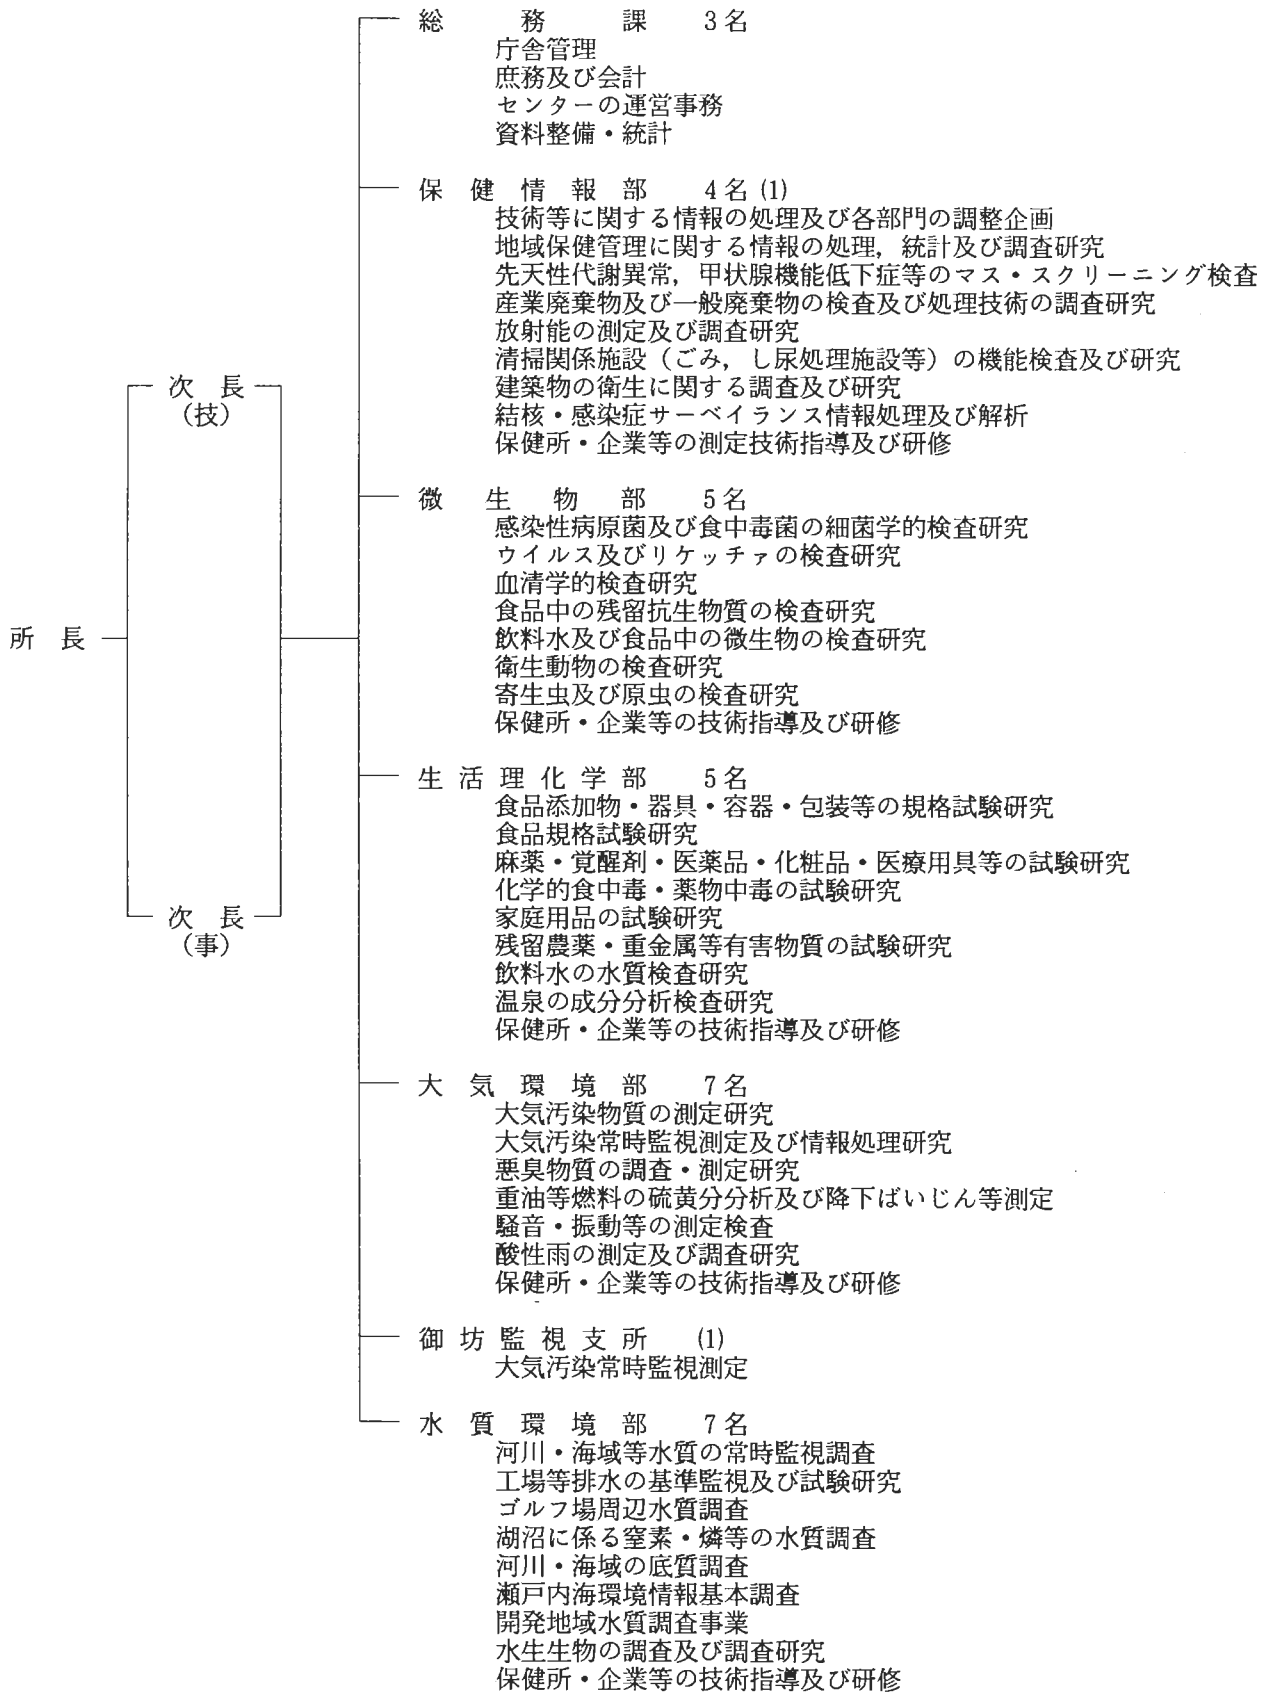 総務課 3名
庁舎管理
庶務及び会計
センターの運営事務
資料整備・統計
保健情報部 4名(1)
技術等に関する情報の処理及び各部門の調整企画
地域保健管理に関する情報の処理，統計及び調査研究
先天性代謝異常，甲状腺機能低下症等のマス・スクリーニング検査
産業廃棄物及び一般廃棄物の検査及び処理技術の調査研究
放射能の測定及び調査研究
清掃関係施設（ごみ，し尿処理施設等）の機能検査及び研究
建築物の衛生に関する調査及び研究
結核・感染症サーベイランス情報処理及び解析
保健所・企業等の測定技術指導及び研修
次長
（技）
微生物部 5名
感染性病原菌及び食中毒菌の細菌学的検査研究
ウイルス及びリケッチァの検査研究
血清学的検査研究
食品中の残留抗生物質の検査研究
飲料水及び食品中の微生物の検査研究
衛生動物の検査研究
寄生虫及び原虫の検査研究
保健所・企業等の技術指導及び研修
所長
生活理化学部 5名
食品添加物・器具・容器・包装等の規格試験研究
食品規格試験研究
麻薬・覚醒剤・医薬品・化粧品・医療用具等の試験研究
化学的食中毒・薬物中毒の試験研究
家庭用品の試験研究
残留農薬・重金属等有害物質の試験研究
飲料水の水質検査研究
温泉の成分分析検査研究
保健所・企業等の技術指導及び研修
次長
（事）
大気環境部 7名
大気汚染物質の測定研究
大気汚染常時監視測定及び情報処理研究
悪臭物質の調査・測定研究
重油等燃料の硫黄分分析及び降下ばいじん等測定
騒音・振動等の測定検査
酸性雨の測定及び調査研究
保健所・企業等の技術指導及び研修
御坊監視支所 (1)
大気汚染常時監視測定
水質環境部 7名
河川・海域等水質の常時監視調査
工場等排水の基準監視及び試験研究
ゴルフ場周辺水質調査
湖沼に係る窒素・燐等の水質調査
河川・海域の底質調査
瀬戸内海環境情報基本調査
開発地域水質調査事業
水生生物の調査及び調査研究
保健所・企業等の技術指導及び研修